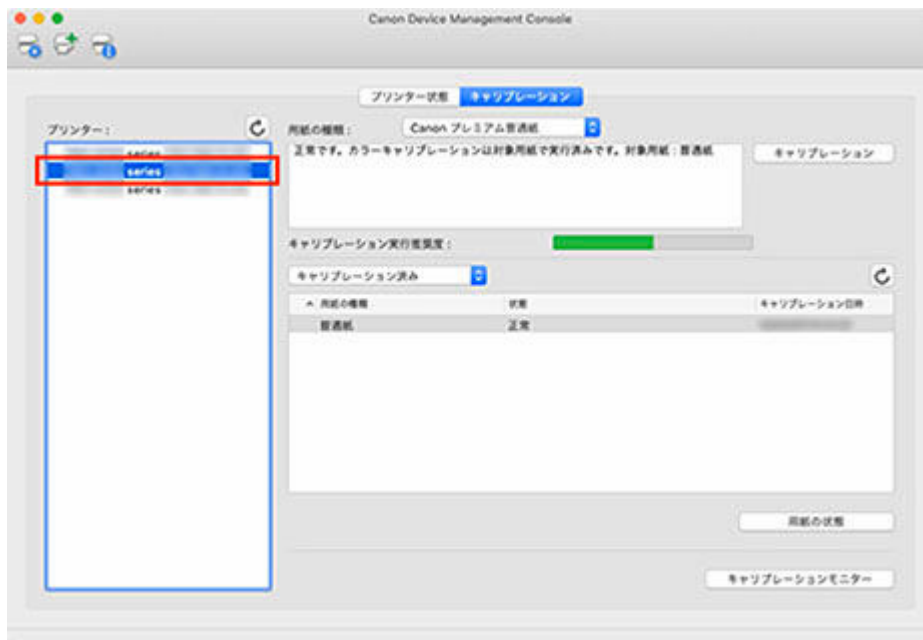 Canon Device Management Console
プリンター状態 キャリブレーション
プリンター：
用紙の種類： Canon プレミアム普通紙
series
series
series
正常です。カラーキャリブレーションは対象用紙で実行済みです。対象用紙：普通紙
キャリブレーション
キャリブレーション実行推奨度：
キャリブレーション済み
用紙の種類 状態 キャリブレーション日時
普通紙 正常
用紙の状態
キャリブレーションモニター